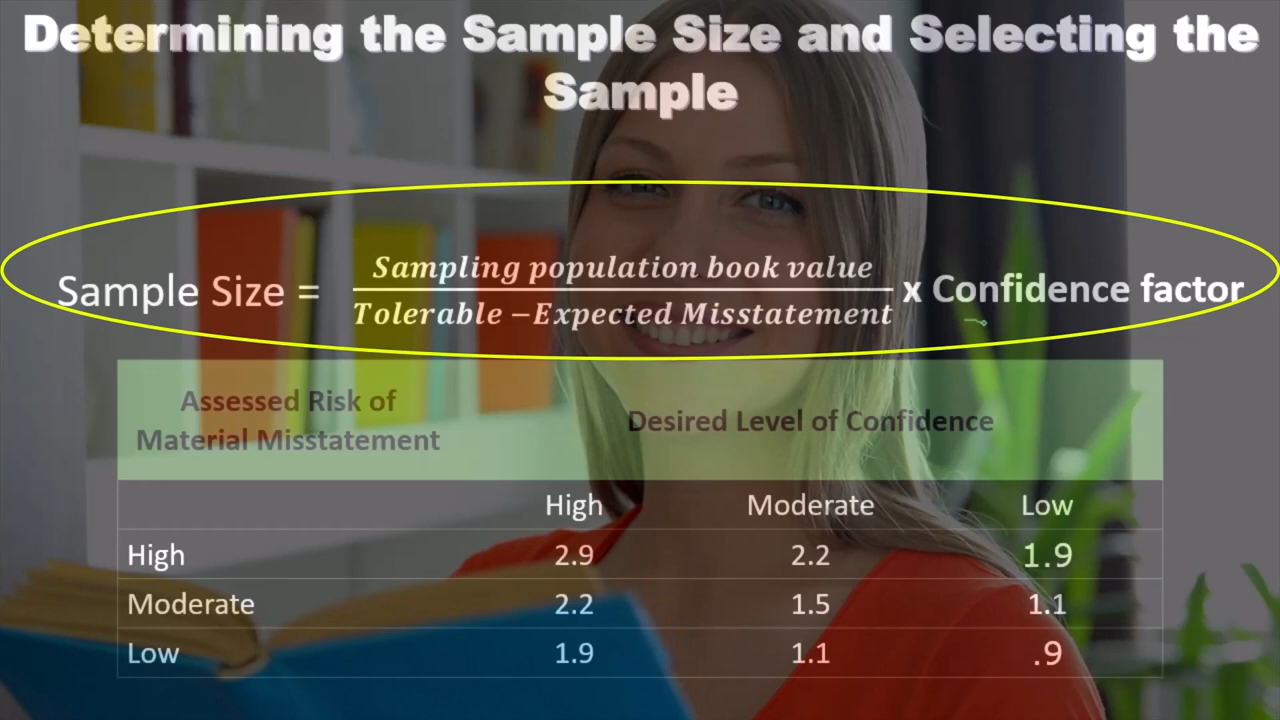 Determining the Sample Size and Selecting the
Sample
Sample Size = Sampling population book value / Tolerable −Expected Misstatement x Confidence factor
Assessed Risk of
Material Misstatement
Desired Level of Confidence
High Moderate Low
High 2.9 2.2 1.9
Moderate 2.2 1.5 1.1
Low 1.9 1.1 .9